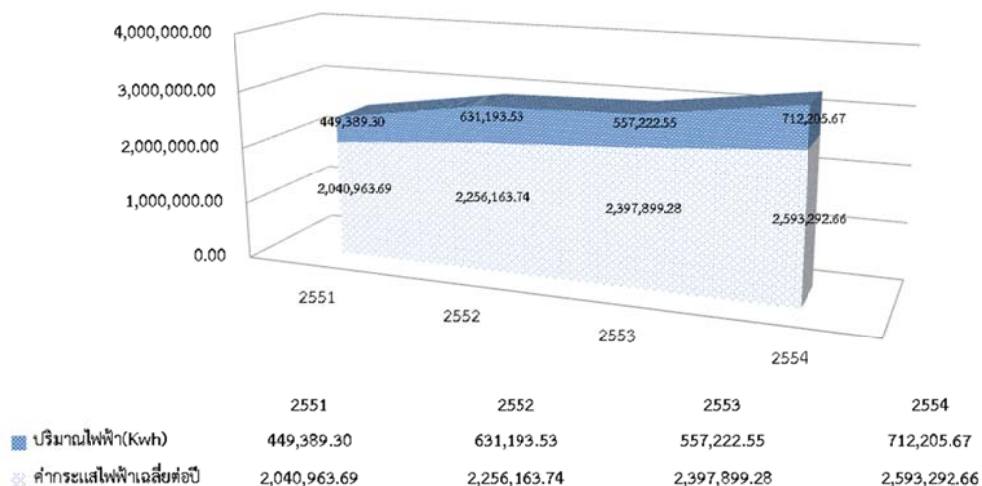 4,000,000.00
3,000,000.00
2,000,000.00
1,000,000.00
0.00
449,389.30 631,193.53 557,222.55 712,205.67
2,040,963.69 2,256,163.74 2,397,899.28 2,593,292.66
2551 2552 2553 2554
2551 2552 2553 2554
ปริมาณไฟฟ้า(Kwh) 449,389.30 631,193.53 557,222.55 712,205.67
ค่ากระแสไฟฟ้าเฉลี่ยต่อปี 2,040,963.69 2,256,163.74 2,397,899.28 2,593,292.66